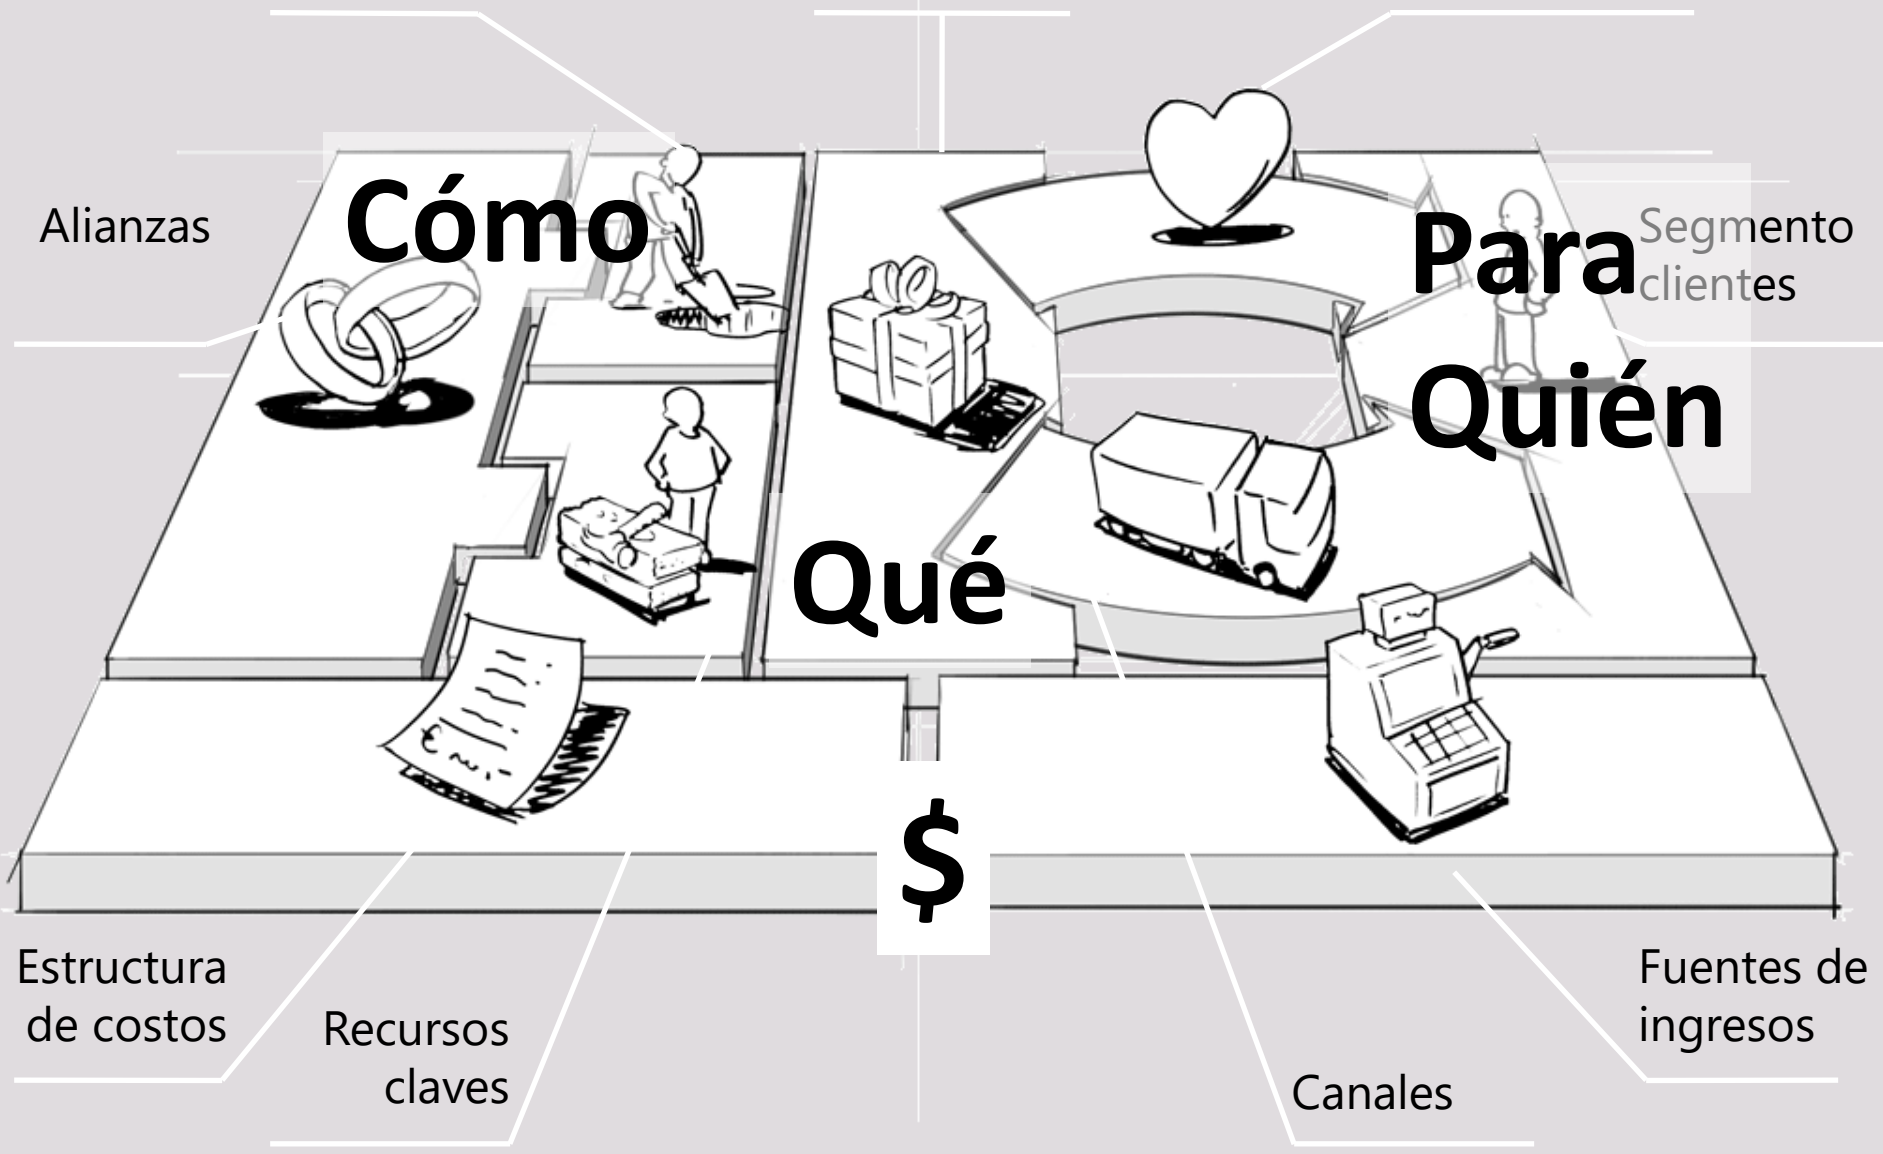 Alianzas
Cómo
Para
Quién
Segmento
clientes
Qué
€
$
Estructura
de costos
Recursos
claves
Canales
Fuentes de
ingresos